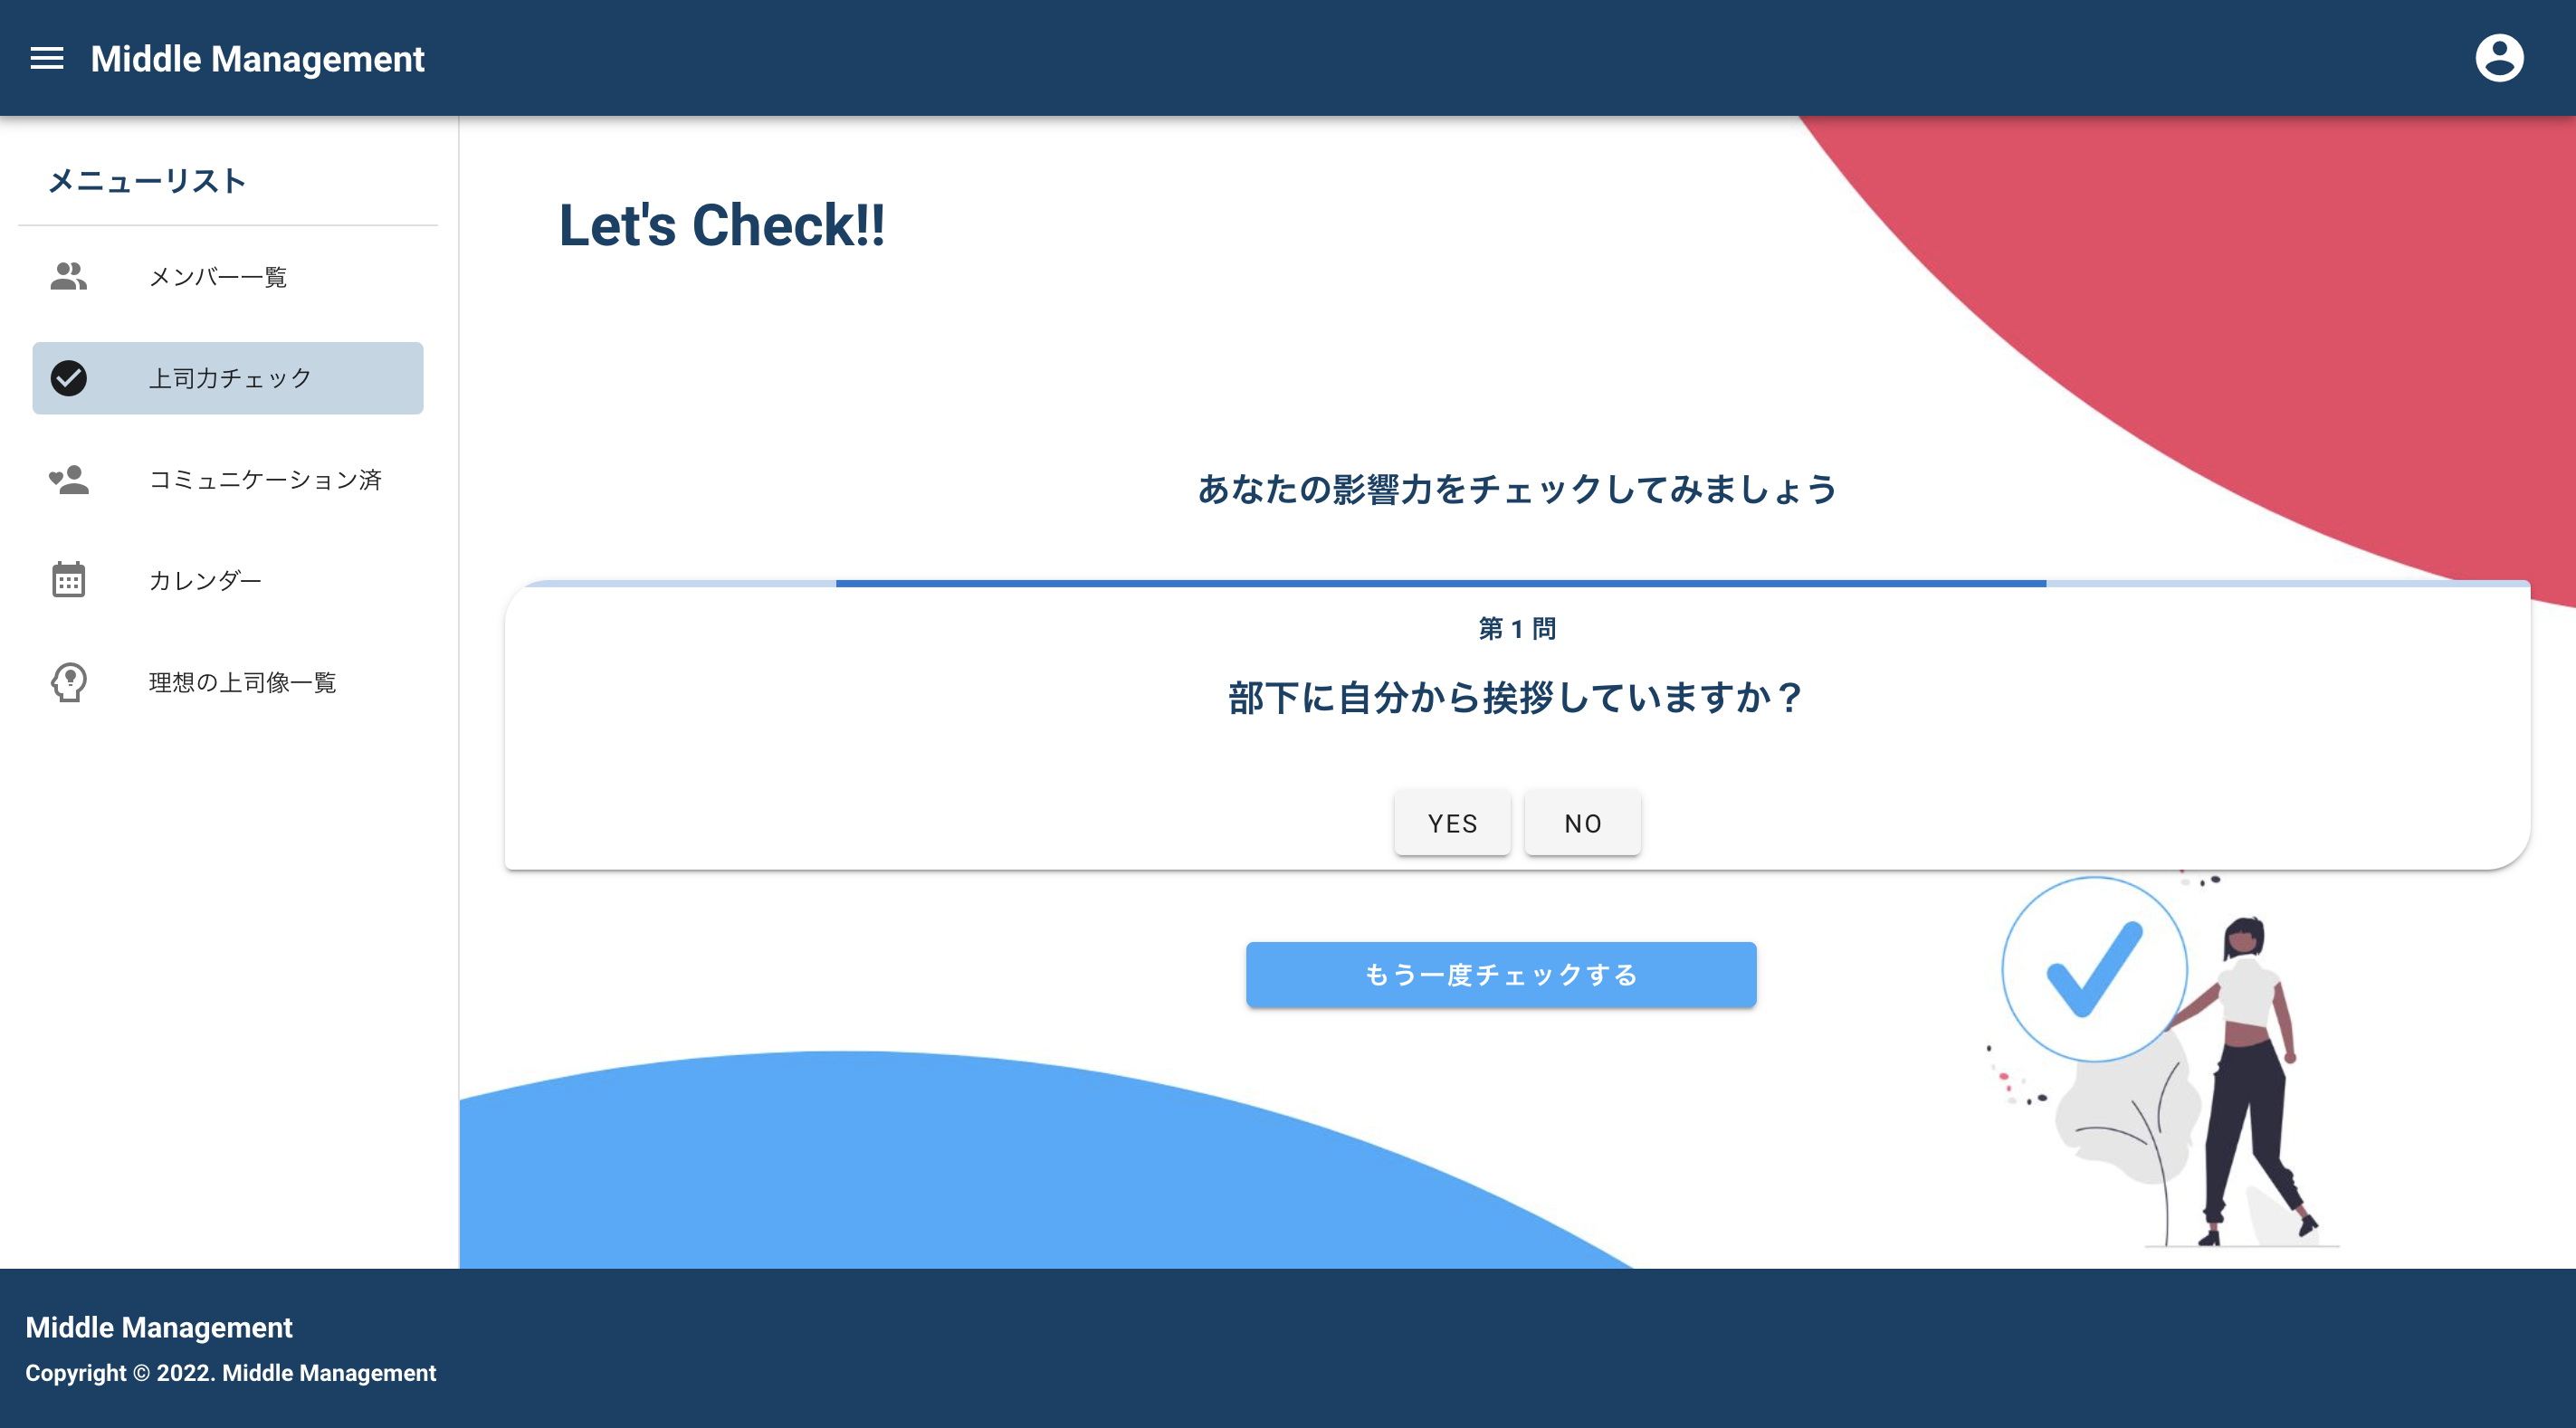 Middle Management
メニューリスト
メンバー一覧
上司力チェック
コミュニケーション済
カレンダー
理想の上司像一覧
Let's Check!!
あなたの影響力をチェックしてみましょう
第 1 問
部下に自分から挨拶していますか？
YES
NO
もう一度チェックする
Middle Management
Copyright © 2022. Middle Management